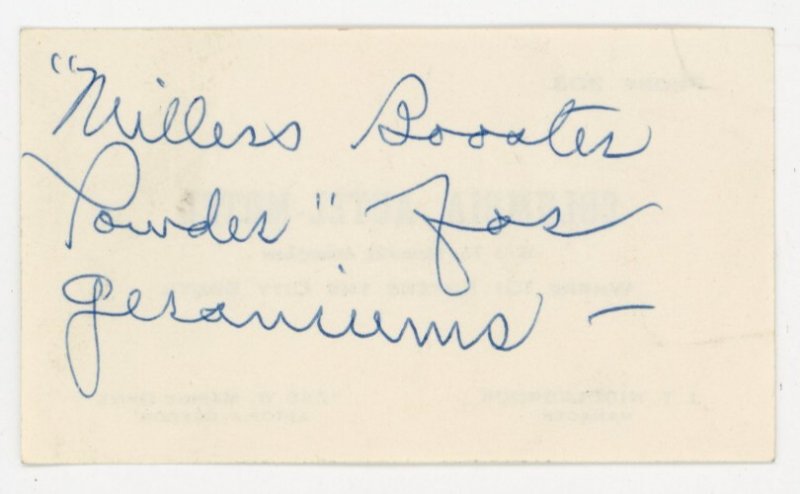 "Millers Booster
Powder" for
geraniums —